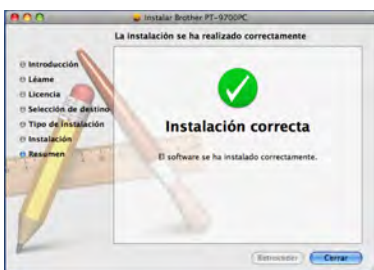 Instalar Brother PT-9700PC
La instalación se ha realizado correctamente
Introducción
Léame
Licencia
Selección de destino
Tipo de instalación
Instalación
Resumen
Instalación correcta
El software se ha instalado correctamente.
Retroceder
Cerrar